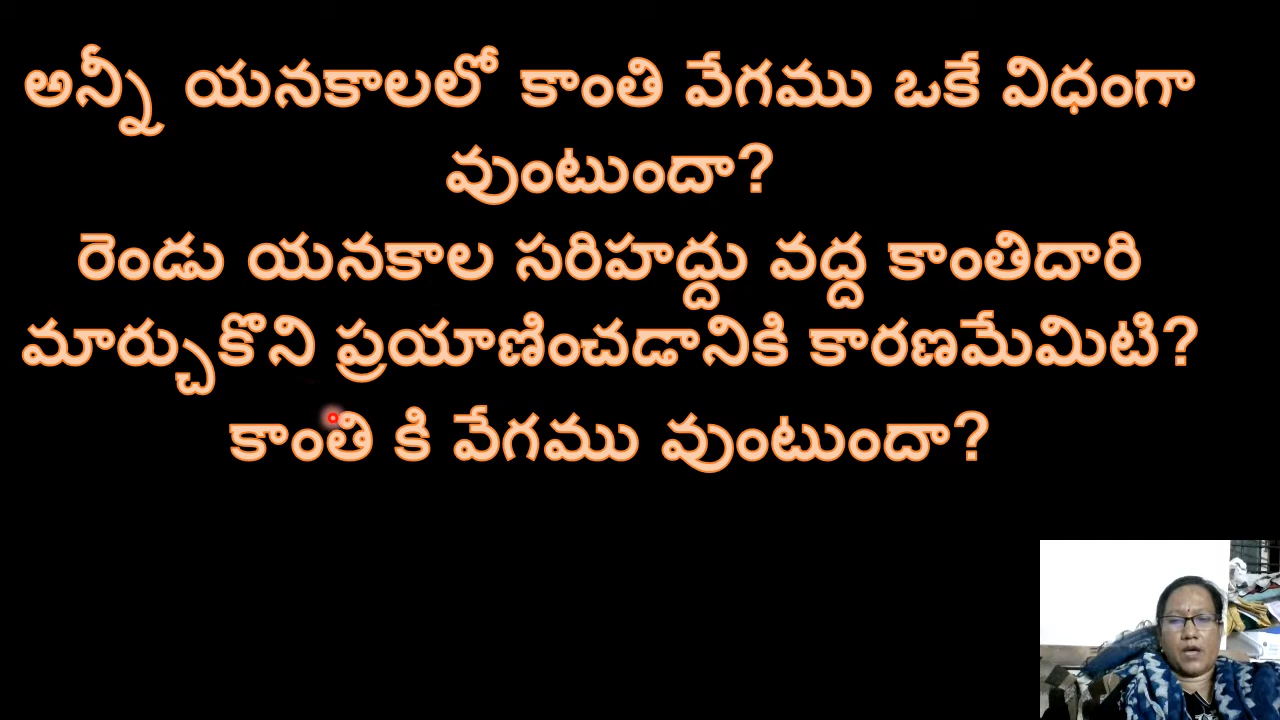 అన్నీ యనకాలలో కాంతి వేగము ఒకే విధంగా
వుంటుందా?
రెండు యనకాల సరిహద్దు వద్ద కాంతిదారి
మార్చుకొని ప్రయాణించడానికి కారణమేమిటి?
కాంతి కి వేగము వుంటుందా?